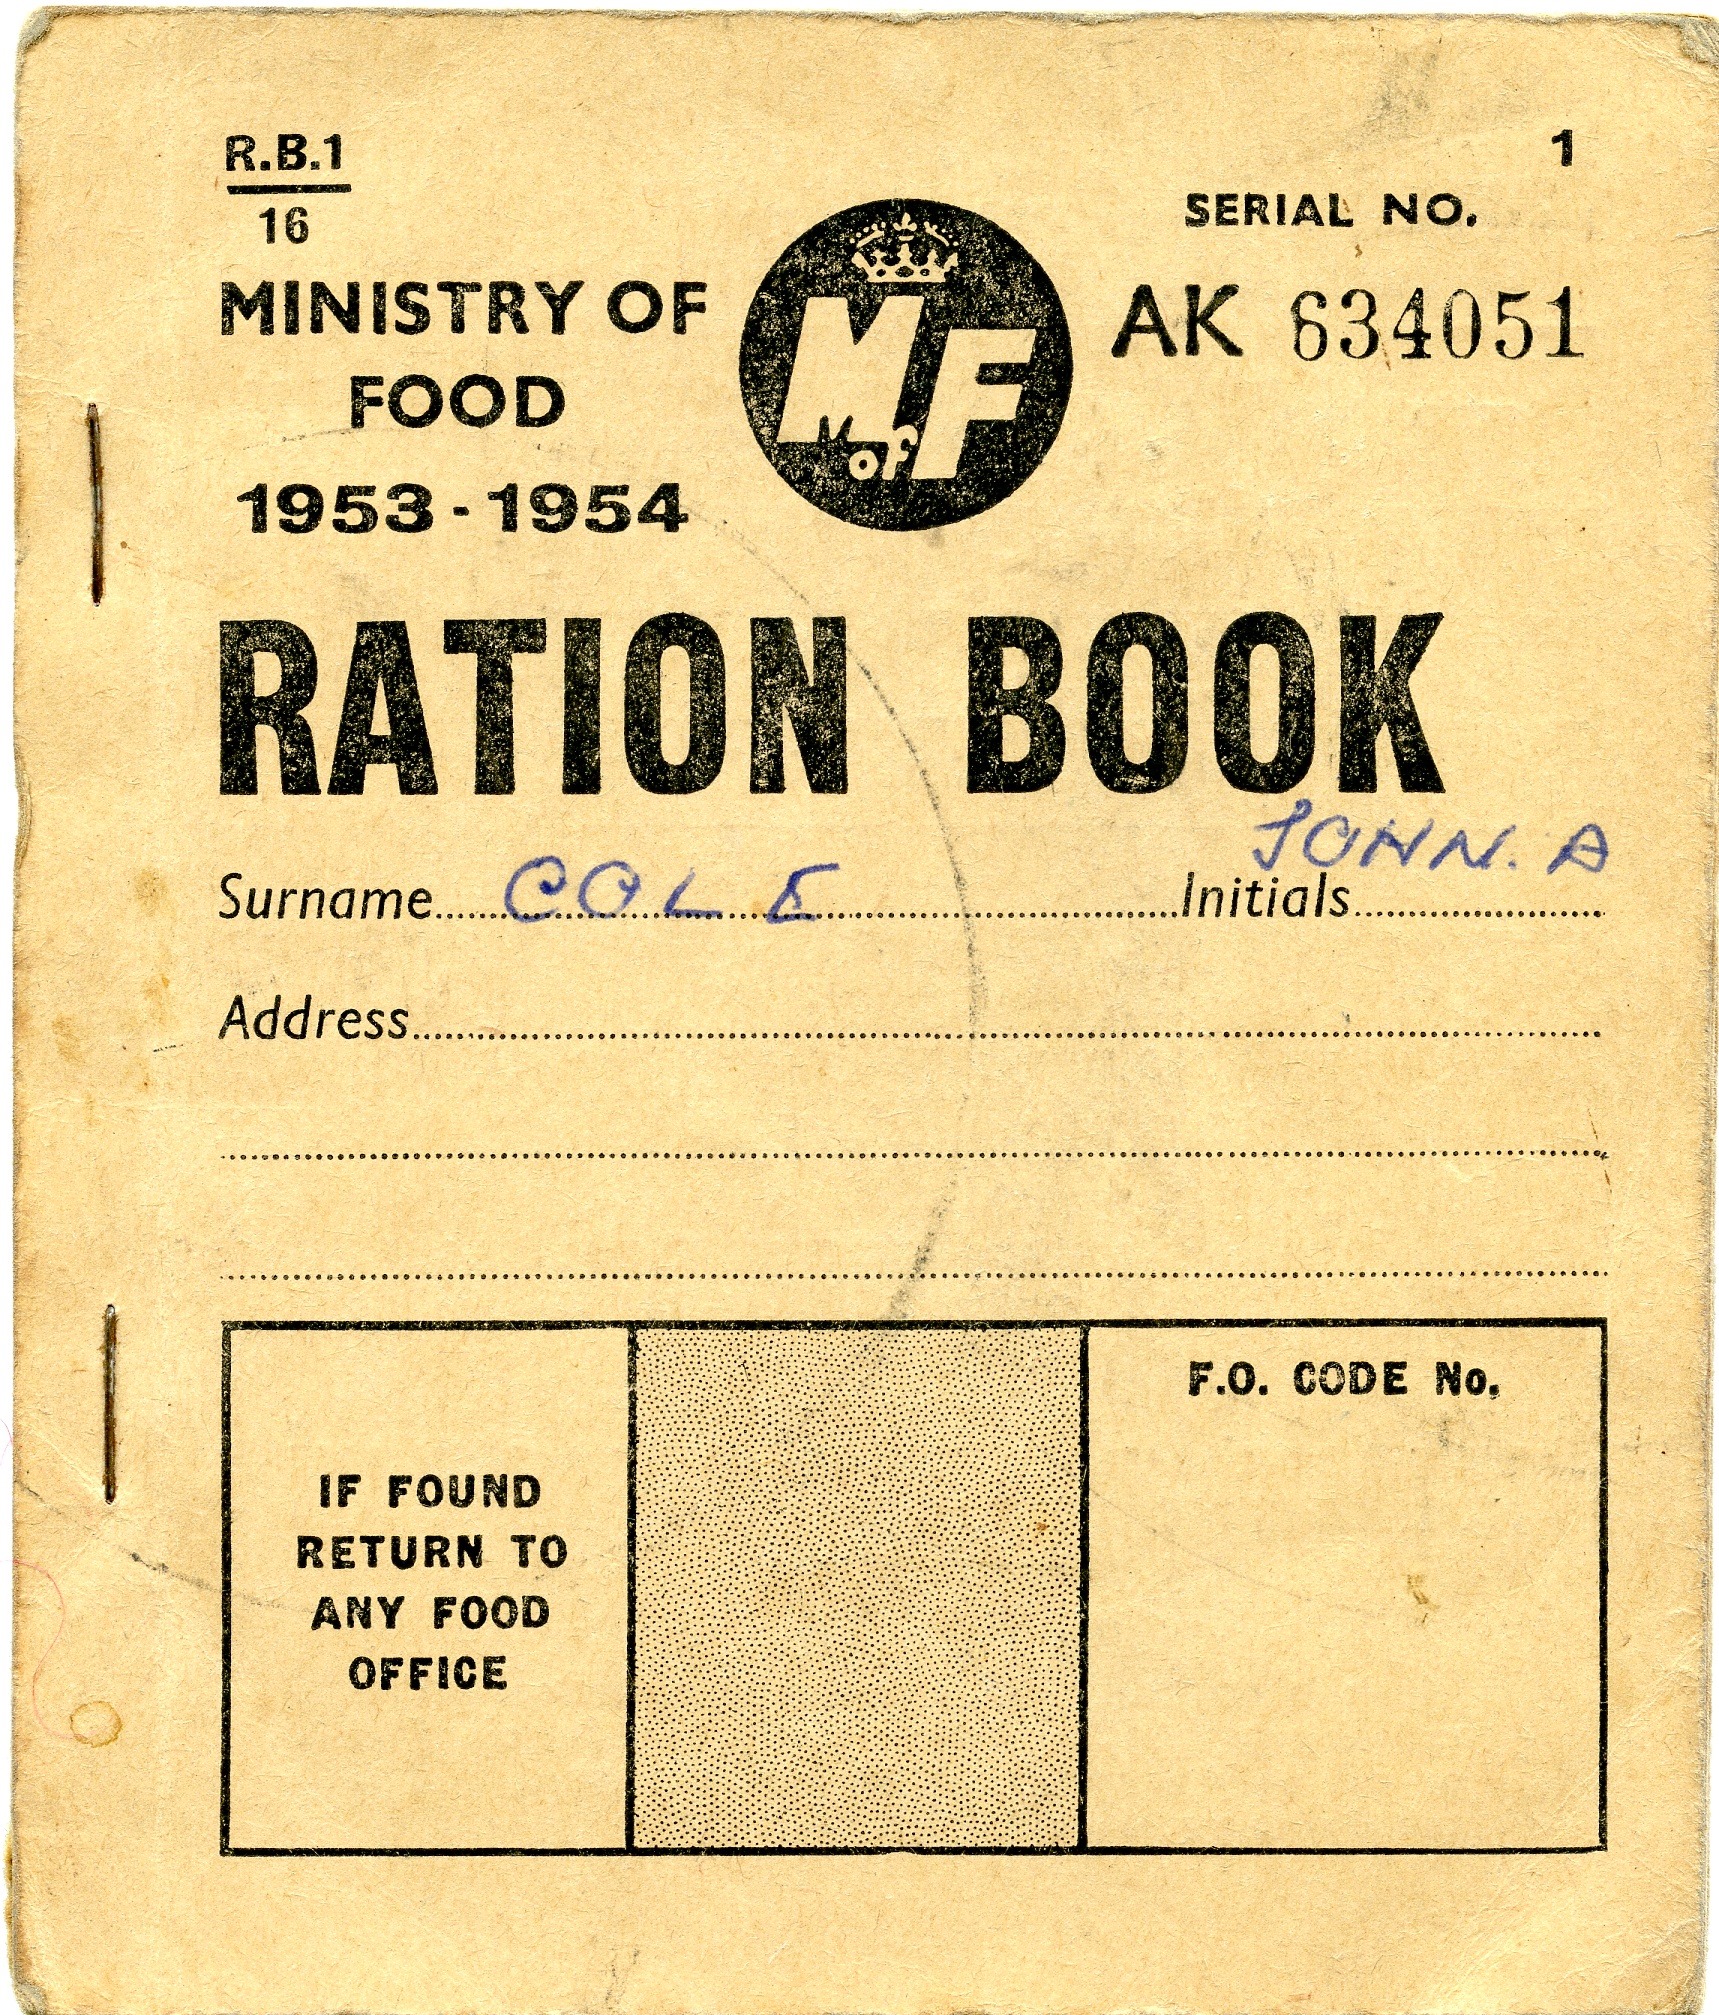 R.B.1
16
1
SERIAL NO.
AK 634051
MINISTRY OF
FOOD
1953-1954
MF
M of
RATION BOOK
Surname COLE Initials JOHN. A
Address
IF FOUND
RETURN TO
ANY FOOD
OFFICE
F.O. CODE No.